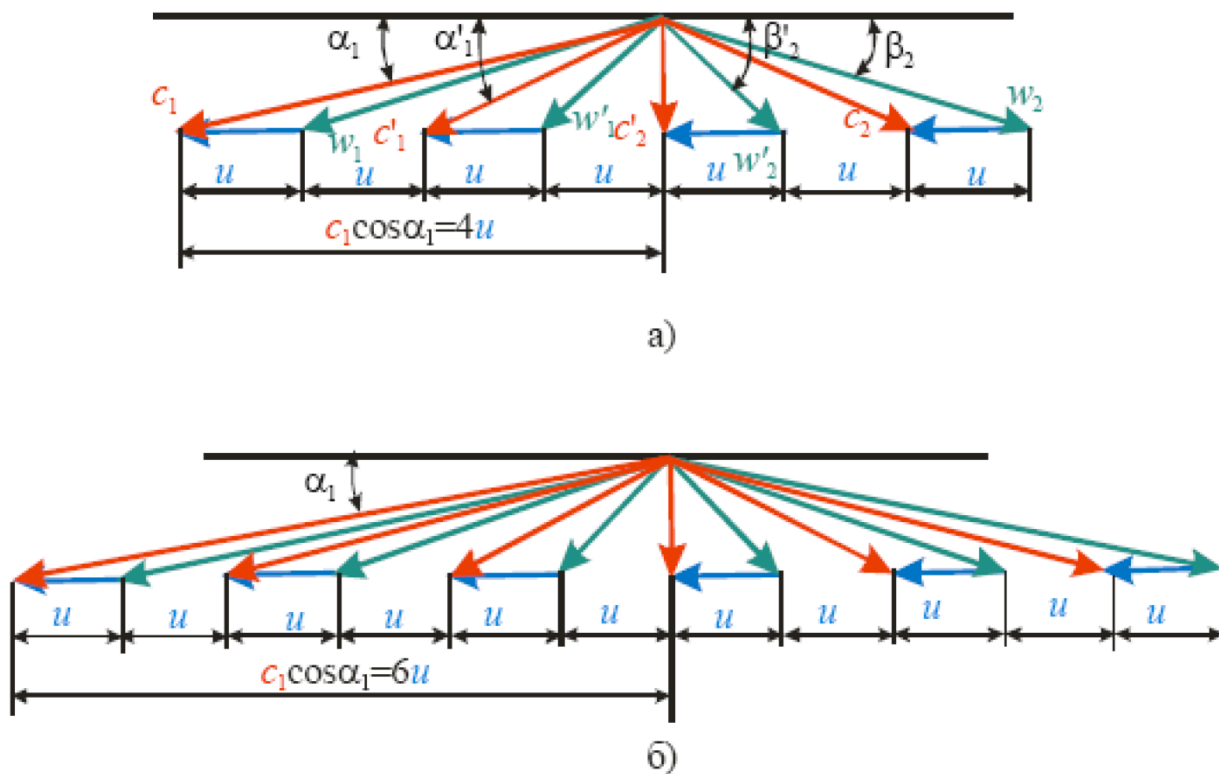 α₁ α'₁ β'₂ β₂
c₁ w₁ c'₁ w'₁ c'₂ w'₂ c₂ w₂
u u u u u u u
c₁cosα₁=4u
а)
α₁
u u u u u u u u u u u
c₁cosα₁=6u
б)